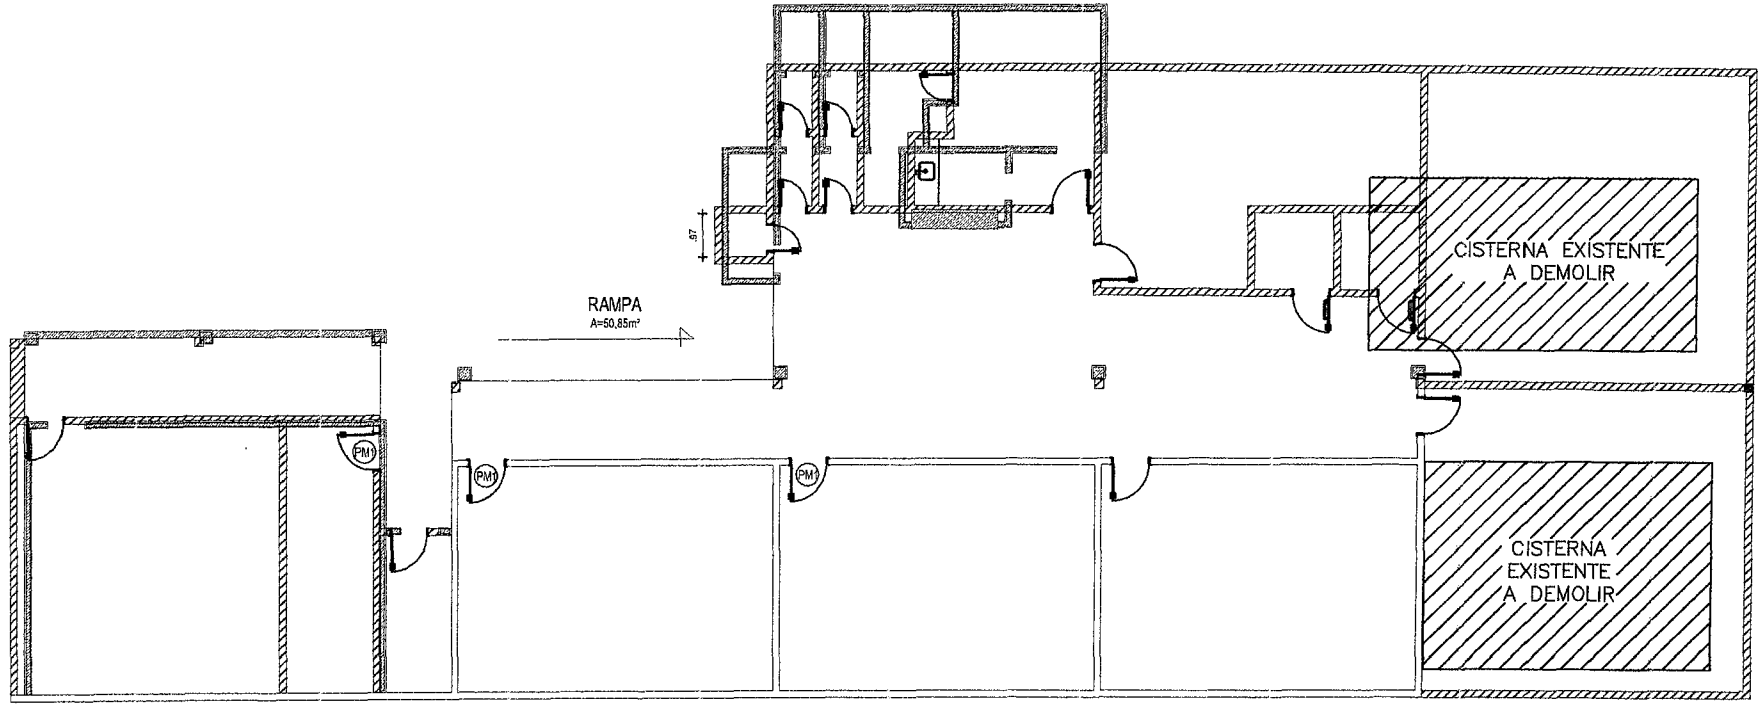 .97
CISTERNA EXISTENTE
A DEMOLIR
RAMPA
A=50,85m²
PM1
PM1
PM1
CISTERNA
EXISTENTE
A DEMOLIR